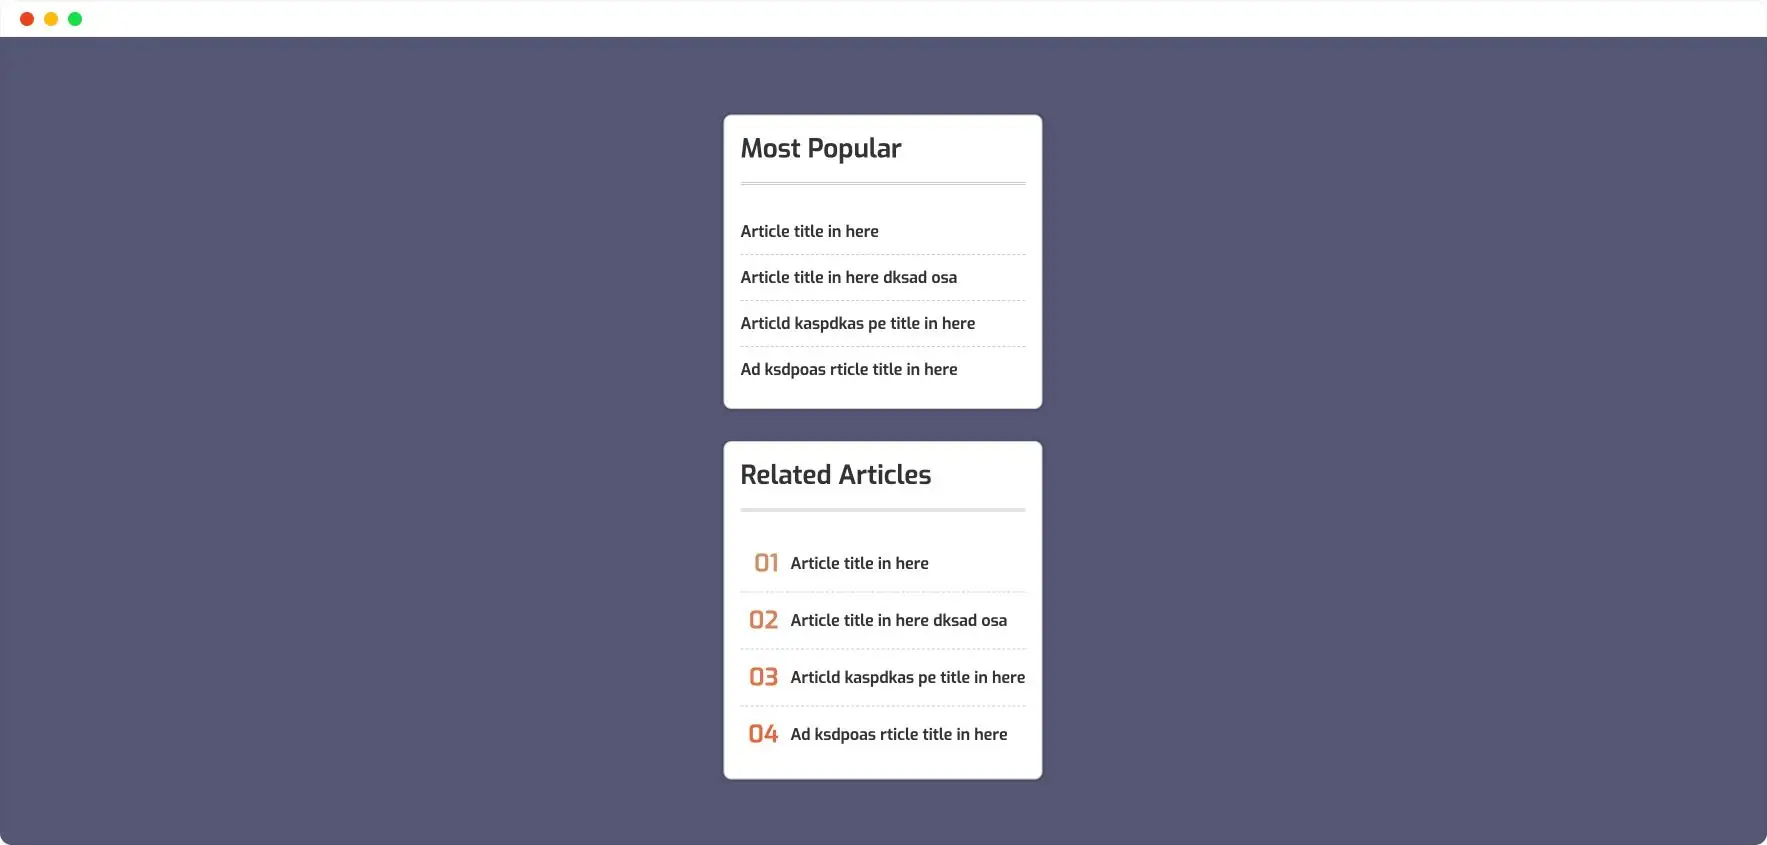 Most Popular
Article title in here
Article title in here dksad osa
Articld kaspdkas pe title in here
Ad ksdpoas rticle title in here
Related Articles
01 Article title in here
02 Article title in here dksad osa
03 Articld kaspdkas pe title in here
04 Ad ksdpoas rticle title in here